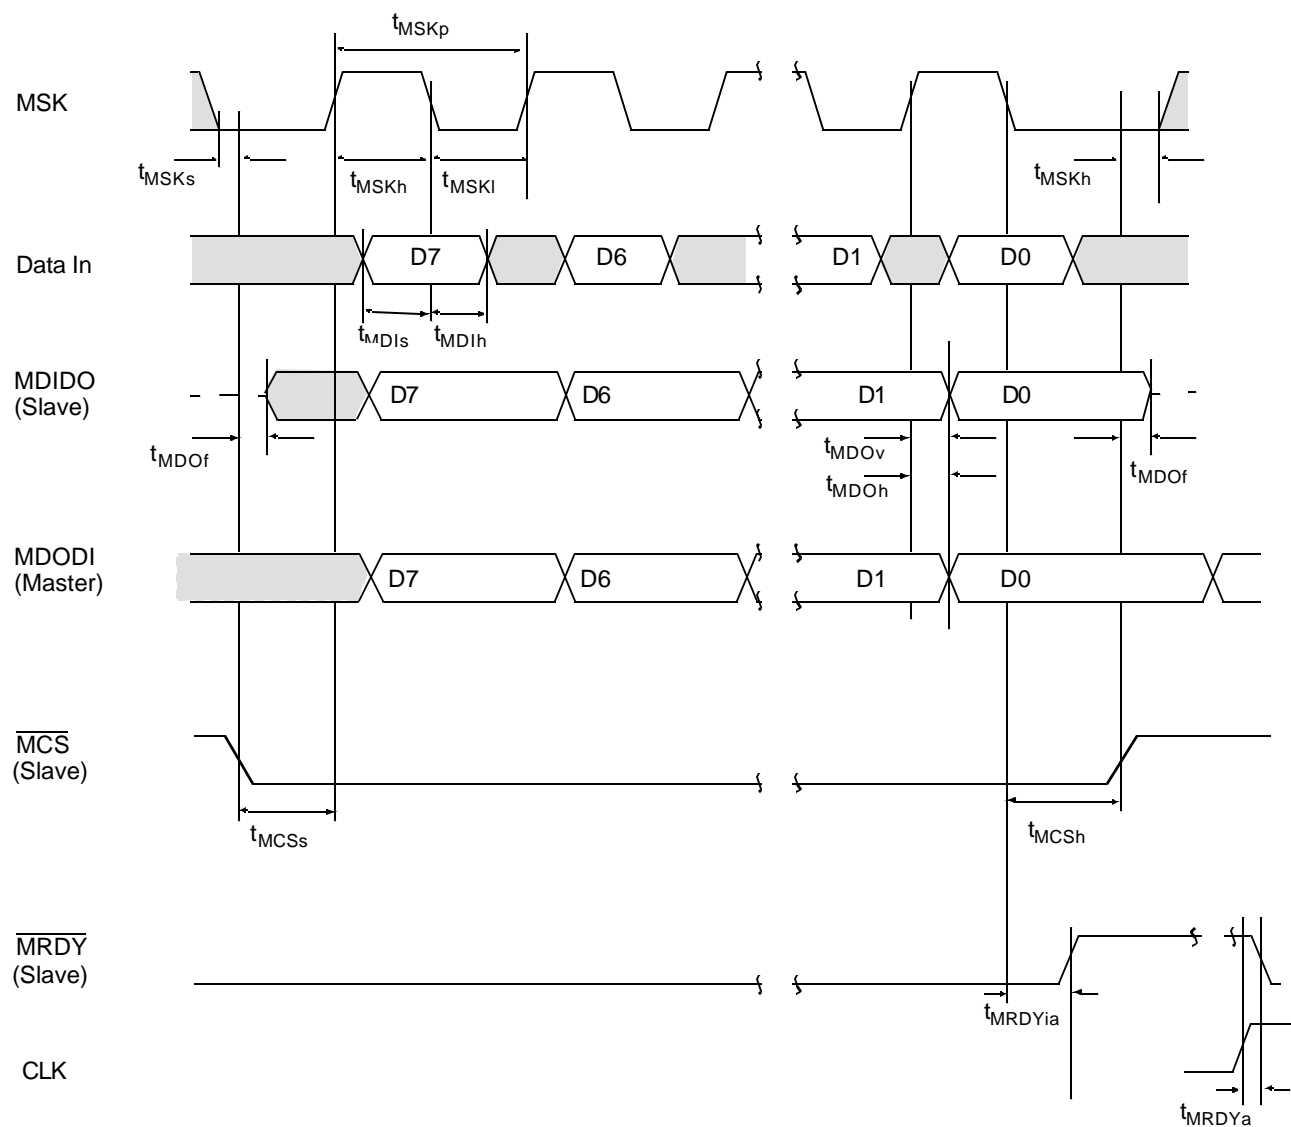 tMSKp
MSK
tMSKs
tMSKh
tMSKl
tMSKh
Data In
D7
D6
D1
D0
tMDIs
tMDIh
MDIDO
(Slave)
D7
D6
D1
D0
tMDOf
tMDOv
tMDOf
tMDOh
MDODI
(Master)
D7
D6
D1
D0
MCS
(Slave)
tMCSs
tMCSh
MRDY
(Slave)
tMRDYia
CLK
tMRDYa